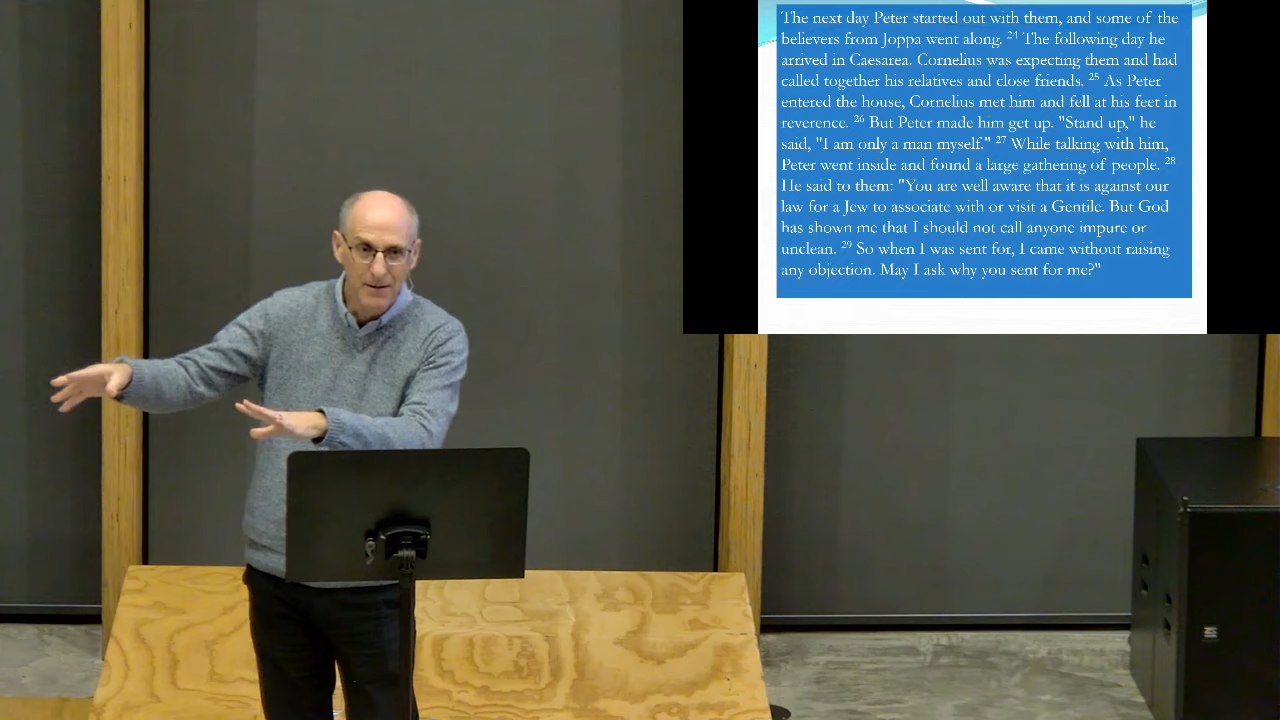 The next day Peter started out with them, and some of the
believers from Joppa went along. 24 The following day he
arrived in Caesarea. Cornelius was expecting them and had
called together his relatives and close friends. 25 As Peter
entered the house, Cornelius met him and fell at his feet in
reverence. 26 But Peter made him get up. "Stand up," he
said, "I am only a man myself." 27 While talking with him,
Peter went inside and found a large gathering of people. 28
He said to them: "You are well aware that it is against our
law for a Jew to associate with or visit a Gentile. But God
has shown me that I should not call anyone impure or
unclean. 29 So when I was sent for, I came without raising
any objection. May I ask why you sent for me?"